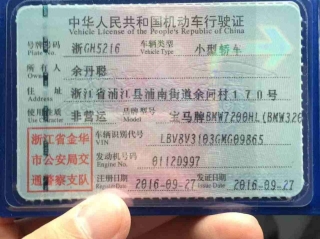 中华人民共和国机动车行驶证
Vehicle License of the People's Republic of China
号牌号码 浙GH5216 车辆类型 小型轿车
Plate No. Vehicle Type
所有人 余丹聪
Owner
住址 浙江省浦江县浦南街道余间村170号
Address
使用性质 非营运 品牌型号 宝马牌BMW7200HL(BMW320
Use Character Model
浙江省金华
市公安局交
通警察支队
车辆识别代号 LBV8V3103GMG09865
VIN
发动机号码 01120997
Engine No.
注册日期 2016-09-27 发证日期 2016-09-27
Register Date Issue Date